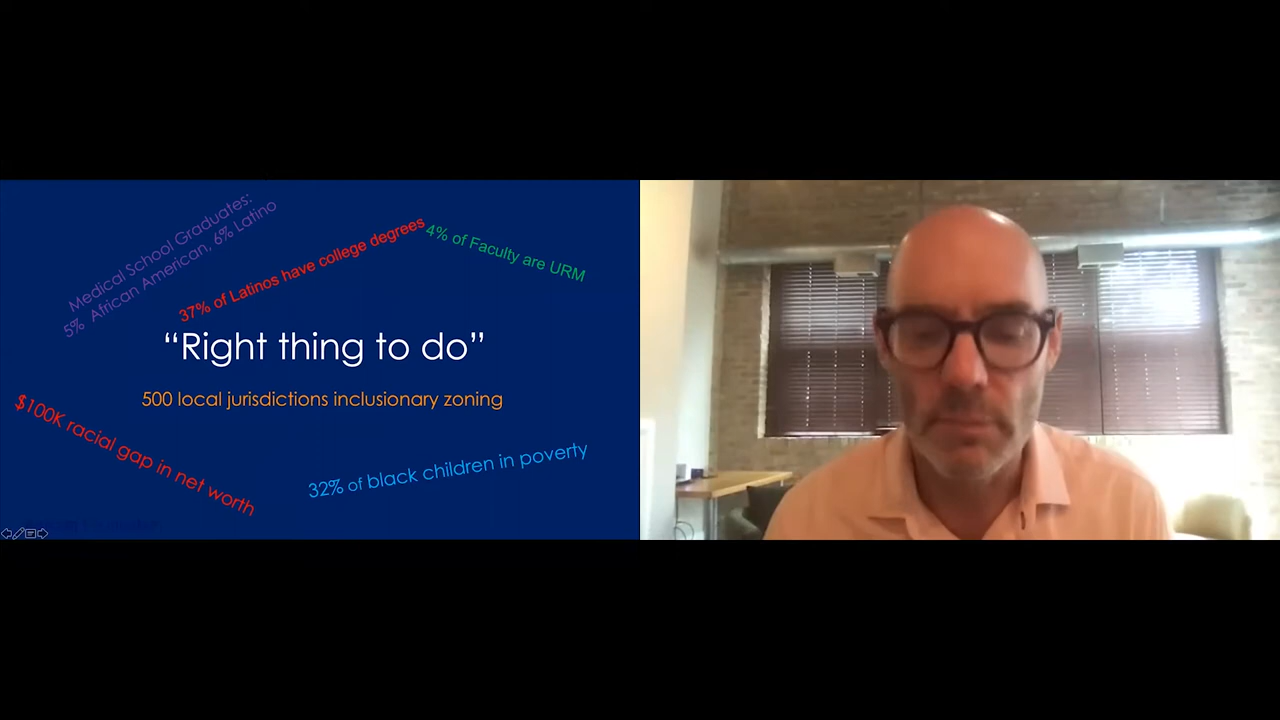 Medical School Graduates:
5% African American, 6% Latino
37% of Latinos have college degrees
4% of Faculty are URM
“Right thing to do”
500 local jurisdictions inclusionary zoning
$100K racial gap in net worth
32% of black children in poverty